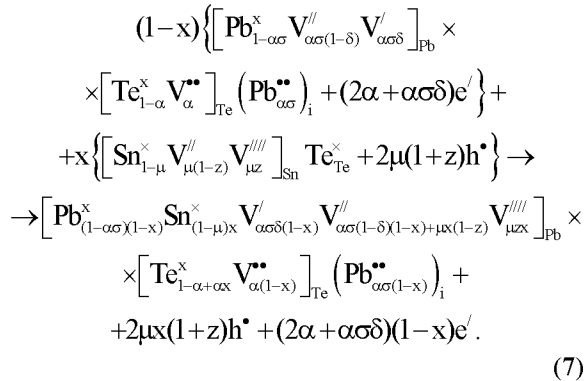 (1-x){[Pb^x_{1-ασ}V^{//}_{ασ(1-δ)}V^/_{ασδ}]_{Pb} ×
×[Te^x_{1-α}V^{••}_α]_{Te}(Pb^{••}_{ασ})_i+(2α+ασδ)e^/}+
+x{[Sn^×_{1-μ}V^{//}_{μ(1-z)}V^{////}_{μz}]_{Sn}Te^×_{Te}+2μ(1+z)h^•}→
→[Pb^x_{(1-ασ)(1-x)}Sn^×_{(1-μ)x}V^/_{ασδ(1-x)}V^{//}_{ασ(1-δ)(1-x)+μx(1-z)}V^{////}_{μzx}]_{Pb} ×
×[Te^x_{1-α+αx}V^{••}_{α(1-x)}]_{Te}(Pb^{••}_{ασ(1-x)})_i+
+2μx(1+z)h^•+(2α+ασδ)(1-x)e^/.
(7)